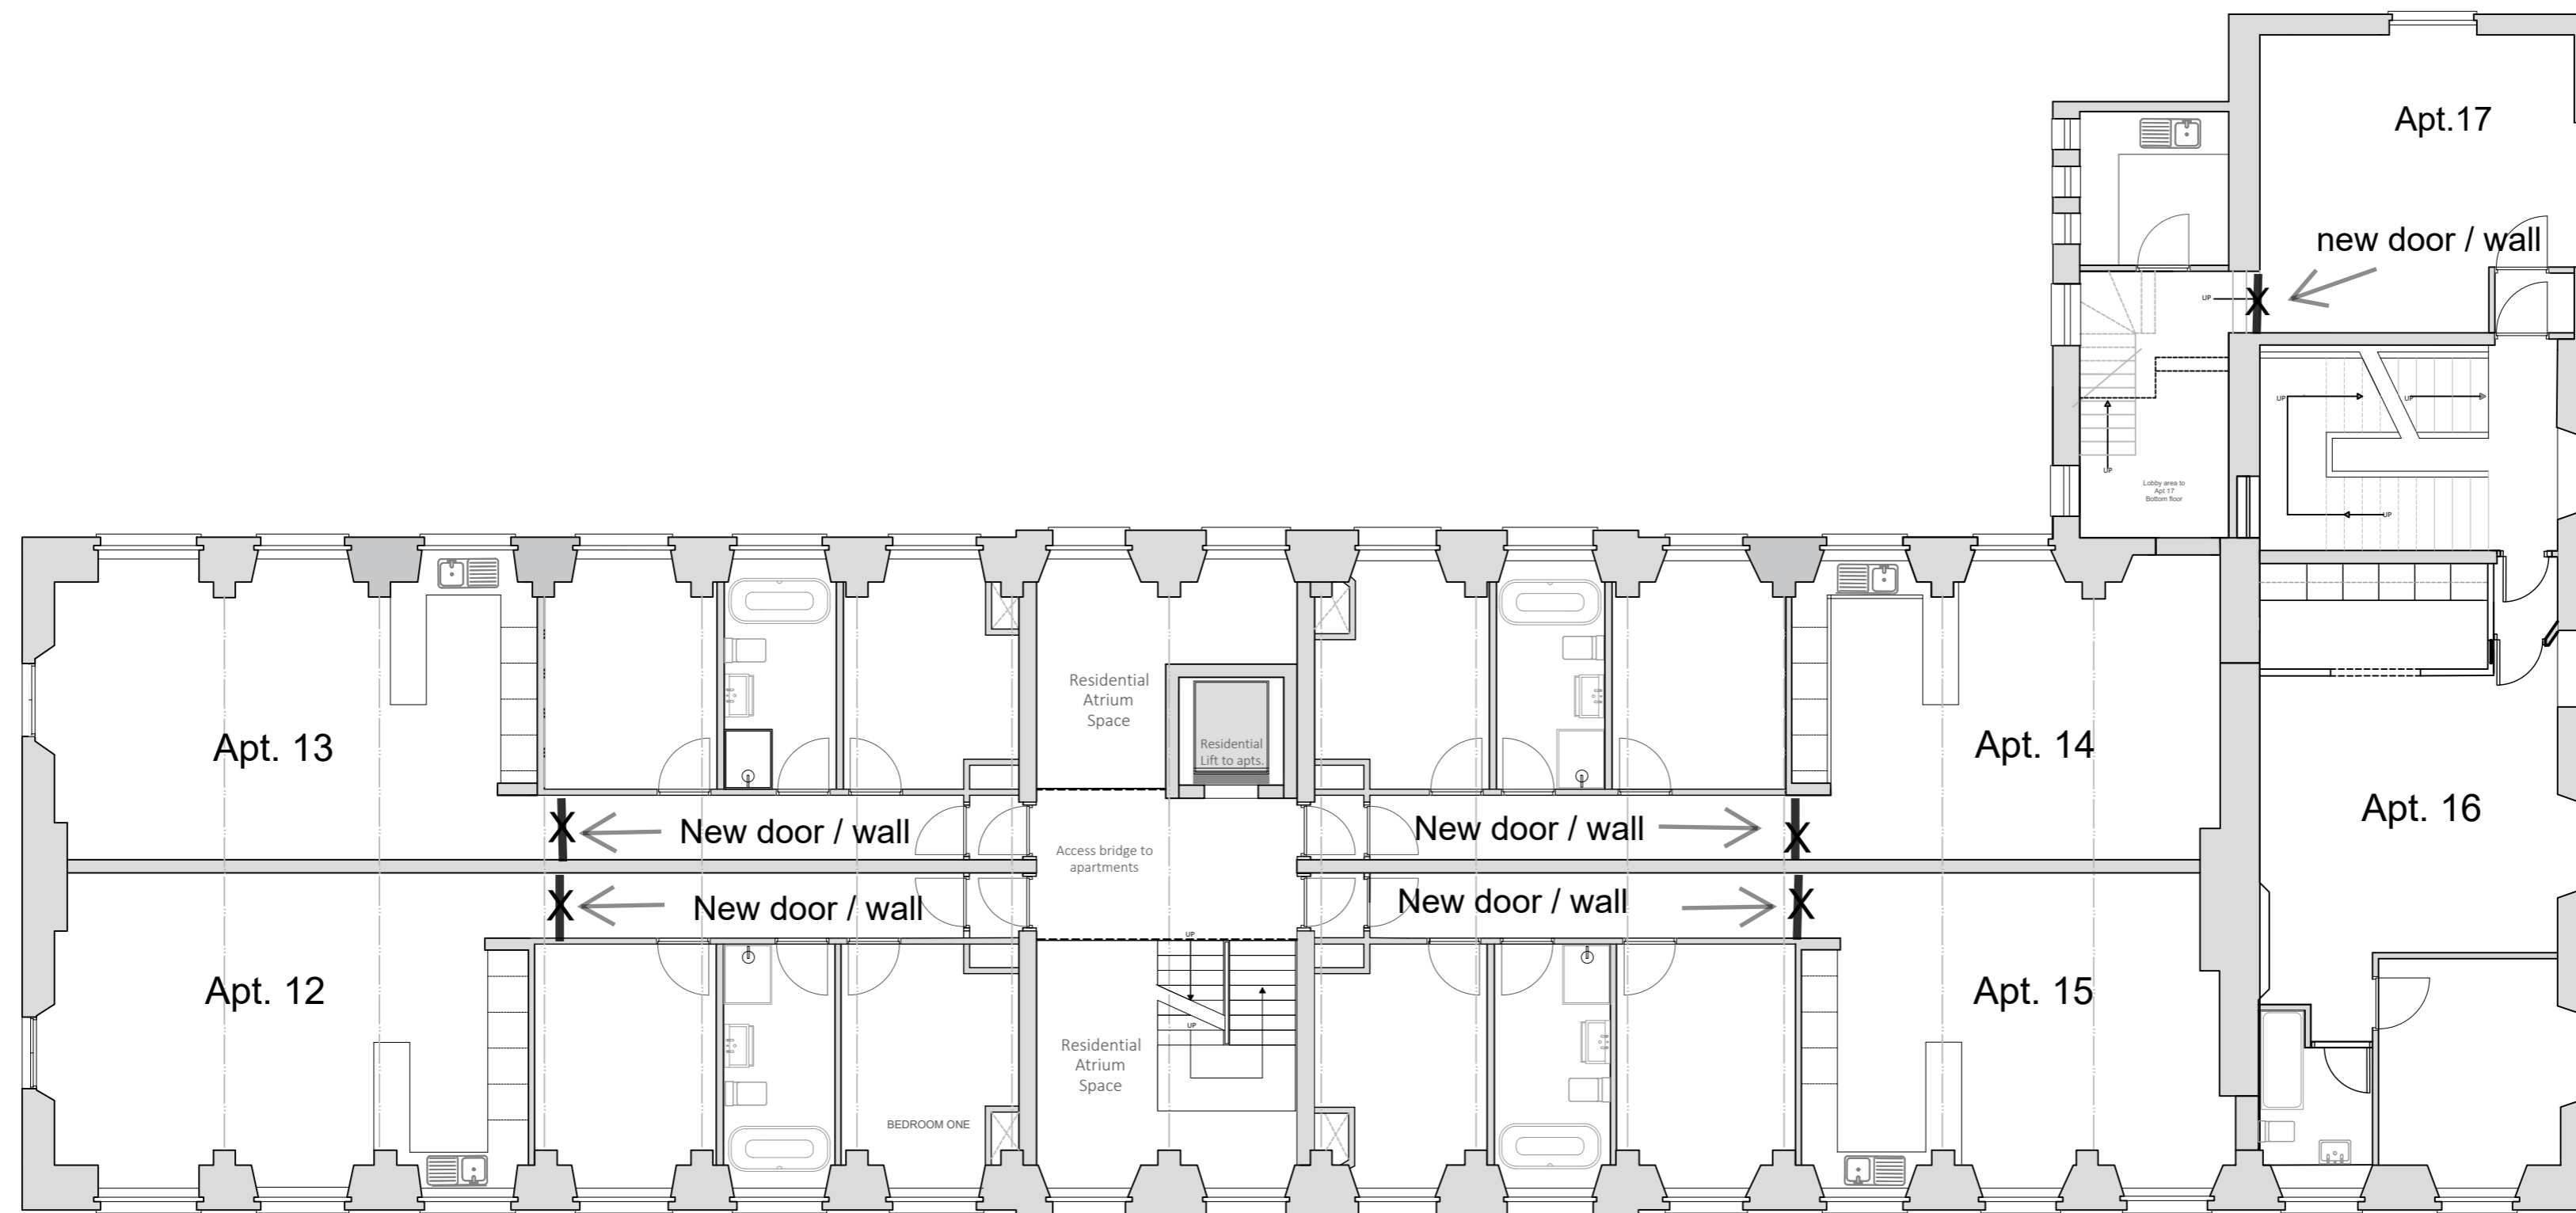 Apt.17
new door / wall
X
UP
UP
UP
UP
UP
Lobby area to
Apt 17
Bottom floor
Residential
Atrium
Space
Residential
Lift to apts.
Apt. 13
Apt. 14
Apt. 16
X
New door / wall
New door / wall
X
Access bridge to
apartments
X
New door / wall
New door / wall
X
UP
Apt. 12
Apt. 15
UP
Residential
Atrium
Space
BEDROOM ONE